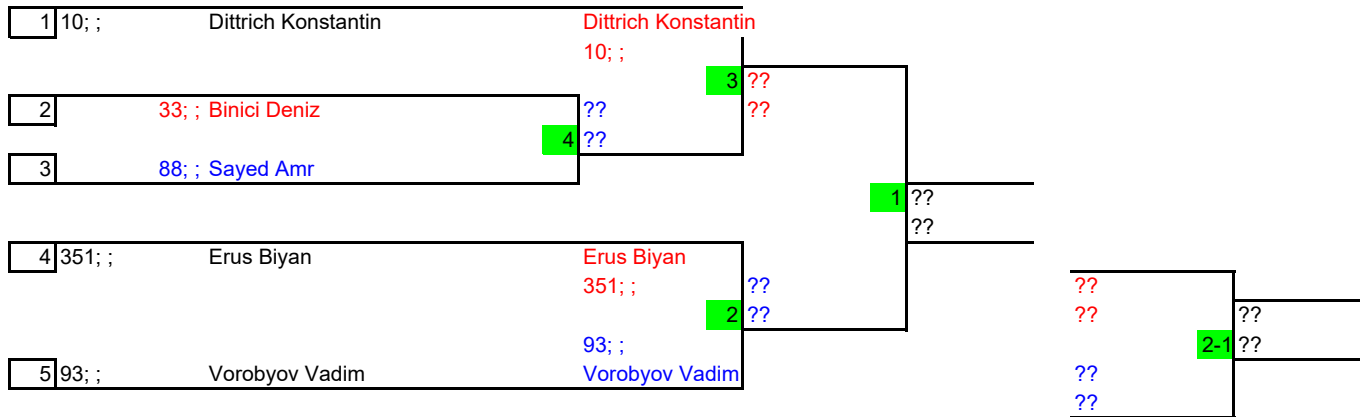 1 10; ; Dittrich Konstantin Dittrich Konstantin
10; ;
3 ??
2 33; ; Binici Deniz ?? ??
4 ??
3 88; ; Sayed Amr
1 ??
??
4 351; ; Erus Biyan Erus Biyan
351; ; ?? ??
2 ?? ?? ??
93; ; 2-1 ??
5 93; ; Vorobyov Vadim Vorobyov Vadim ??
??